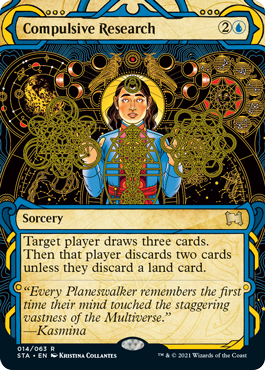 Compulsive Research 2
Sorcery
Target player draws three cards.
Then that player discards two cards
unless they discard a land card.
“Every Planeswalker remembers the first
time their mind touched the staggering
vastness of the Multiverse.”
—Kasmina
014/063 R
STA • EN Kristina Collantes
™ & © 2021 Wizards of the Coast